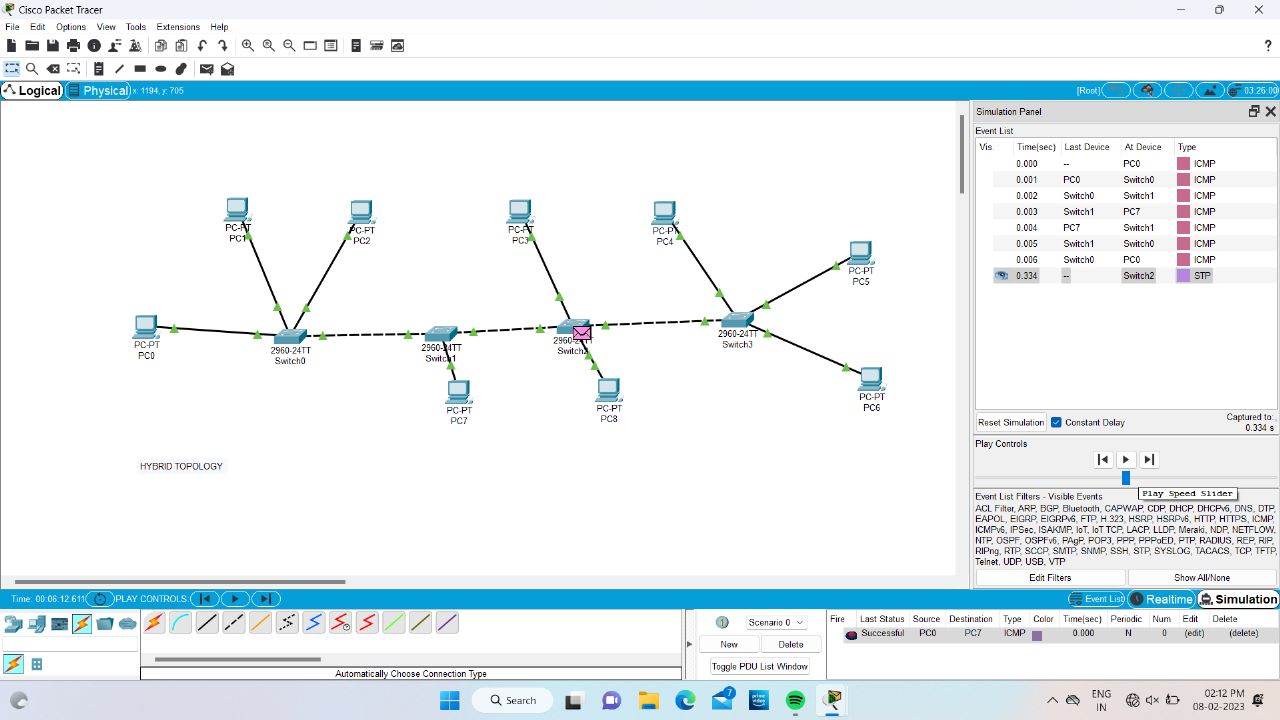 Cisco Packet Tracer
File Edit Options View Tools Extensions Help
?
Logical Physical x: 1194, y: 705 [Root] 03:26:00
Simulation Panel
Event List
Vis. Time(sec) Last Device At Device Type
0.000 -- PC0 ICMP
0.001 PC0 Switch0 ICMP
0.002 Switch0 Switch1 ICMP
0.003 Switch1 PC7 ICMP
0.004 PC7 Switch1 ICMP
0.005 Switch1 Switch0 ICMP
0.006 Switch0 PC0 ICMP
0.334 -- Switch2 STP
Reset Simulation Constant Delay Captured to:
0.334 s
Play Controls
Play Speed Slider
Event List Filters - Visible Events
ACL Filter, ARP, BGP, Bluetooth, CAPWAP, CDP, DHCP, DHCPv6, DNS, DTP,
EAPOL, EIGRP, EIGRPv6, FTP, H.323, HSRP, HSRPv6, HTTP, HTTPS, ICMP,
ICMPv6, IPSec, ISAKMP, IoT, IoT TCP, LACP, LLDP, Meraki, NDP, NETFLOW,
NTP, OSPF, OSPFv6, PAgP, POP3, PPP, PPPoED, PTP, RADIUS, REP, RIP,
RIPng, RTP, SCCP, SMTP, SNMP, SSH, STP, SYSLOG, TACACS, TCP, TFTP,
Telnet, UDP, USB, VTP
Edit Filters Show All/None
PC-PT
PC1
PC-PT
PC2
PC-PT
PC3
PC-PT
PC4
PC-PT
PC5
PC-PT
PC0
2960-24TT
Switch0
2960-24TT
Switch1
2960-24TT
Switch2
2960-24TT
Switch3
PC-PT
PC7
PC-PT
PC8
PC-PT
PC6
HYBRID TOPOLOGY
Time: 00:06:12.611 PLAY CONTROLS: Event List Realtime Simulation
Automatically Choose Connection Type
Scenario 0
New Delete
Toggle PDU List Window
Fire Last Status Source Destination Type Color Time(sec) Periodic Num Edit Delete
Successful PC0 PC7 ICMP 0.000 N 0 (edit) (delete)
Search
7
prime video
ENG
IN
02:12 PM
08-02-2023